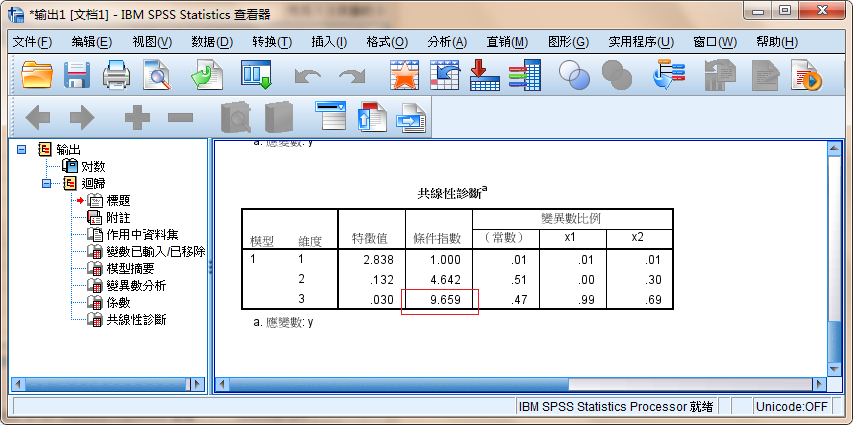 *输出1 [文档1] - IBM SPSS Statistics 查看器
文件(F) 编辑(E) 视图(V) 数据(D) 转换(T) 插入(I) 格式(O) 分析(A) 直销(M) 图形(G) 实用程序(U) 窗口(W) 帮助(H)
输出
对数
迴歸
標題
附註
作用中資料集
變數已輸入/已移除
模型摘要
變異數分析
係數
共線性診斷
a. 應變數: y
共線性診斷a
變異數比例
模型 維度 特徵值 條件指數 （常數） x1 x2
1 1 2.838 1.000 .01 .01 .01
2 .132 4.642 .51 .00 .30
3 .030 9.659 .47 .99 .69
a. 應變數: y
IBM SPSS Statistics Processor 就绪 Unicode:OFF